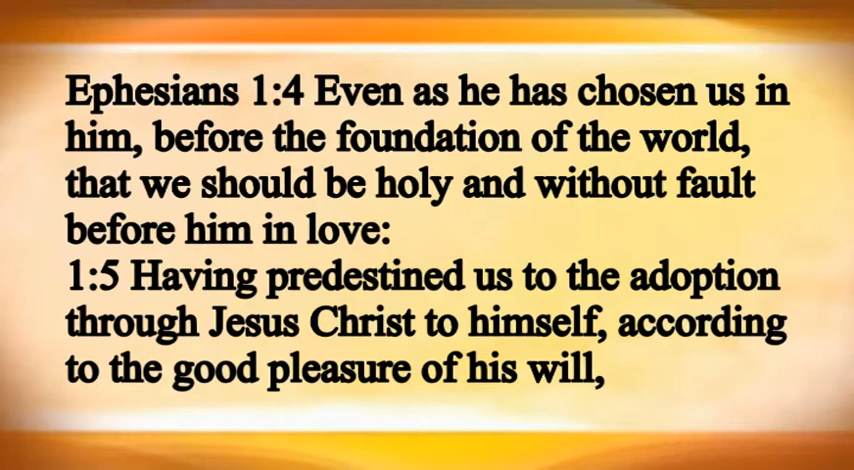 Ephesians 1:4 Even as he has chosen us in
him, before the foundation of the world,
that we should be holy and without fault
before him in love:
1:5 Having predestined us to the adoption
through Jesus Christ to himself, according
to the good pleasure of his will,